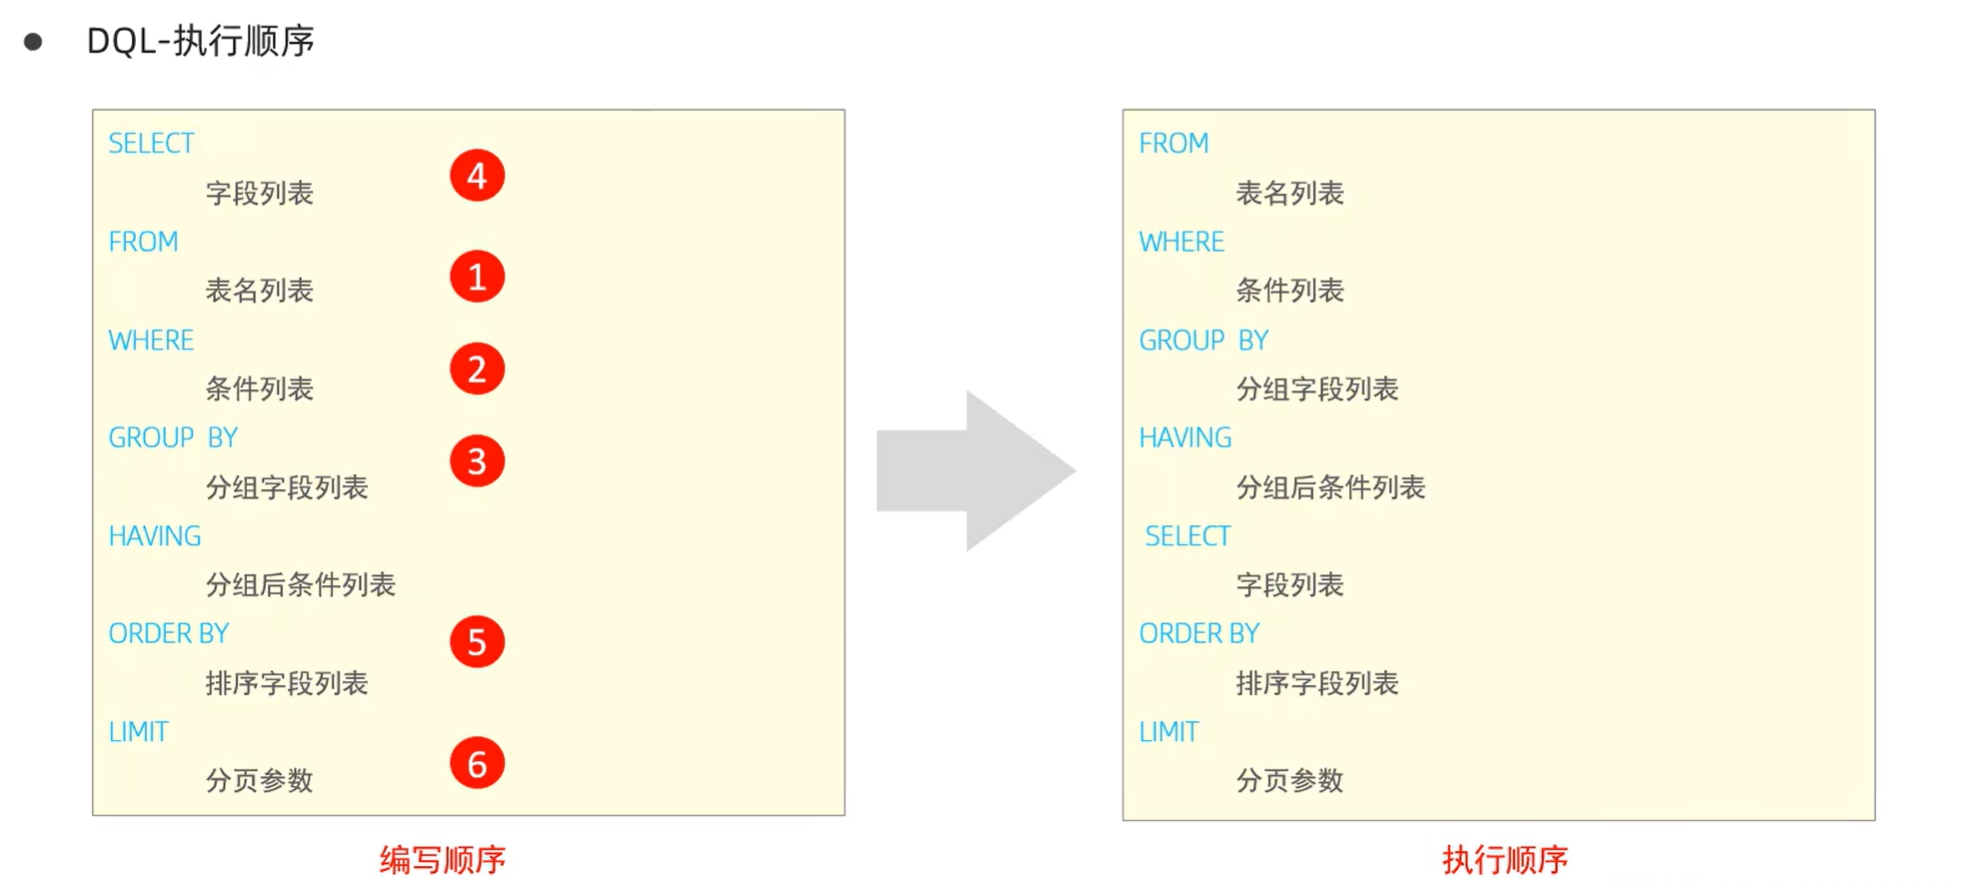 ● DQL-执行顺序
SELECT
字段列表
4
FROM
表名列表
1
WHERE
条件列表
2
GROUP BY
分组字段列表
3
HAVING
分组后条件列表
ORDER BY
排序字段列表
5
LIMIT
分页参数
6
编写顺序
FROM
表名列表
WHERE
条件列表
GROUP BY
分组字段列表
HAVING
分组后条件列表
SELECT
字段列表
ORDER BY
排序字段列表
LIMIT
分页参数
执行顺序